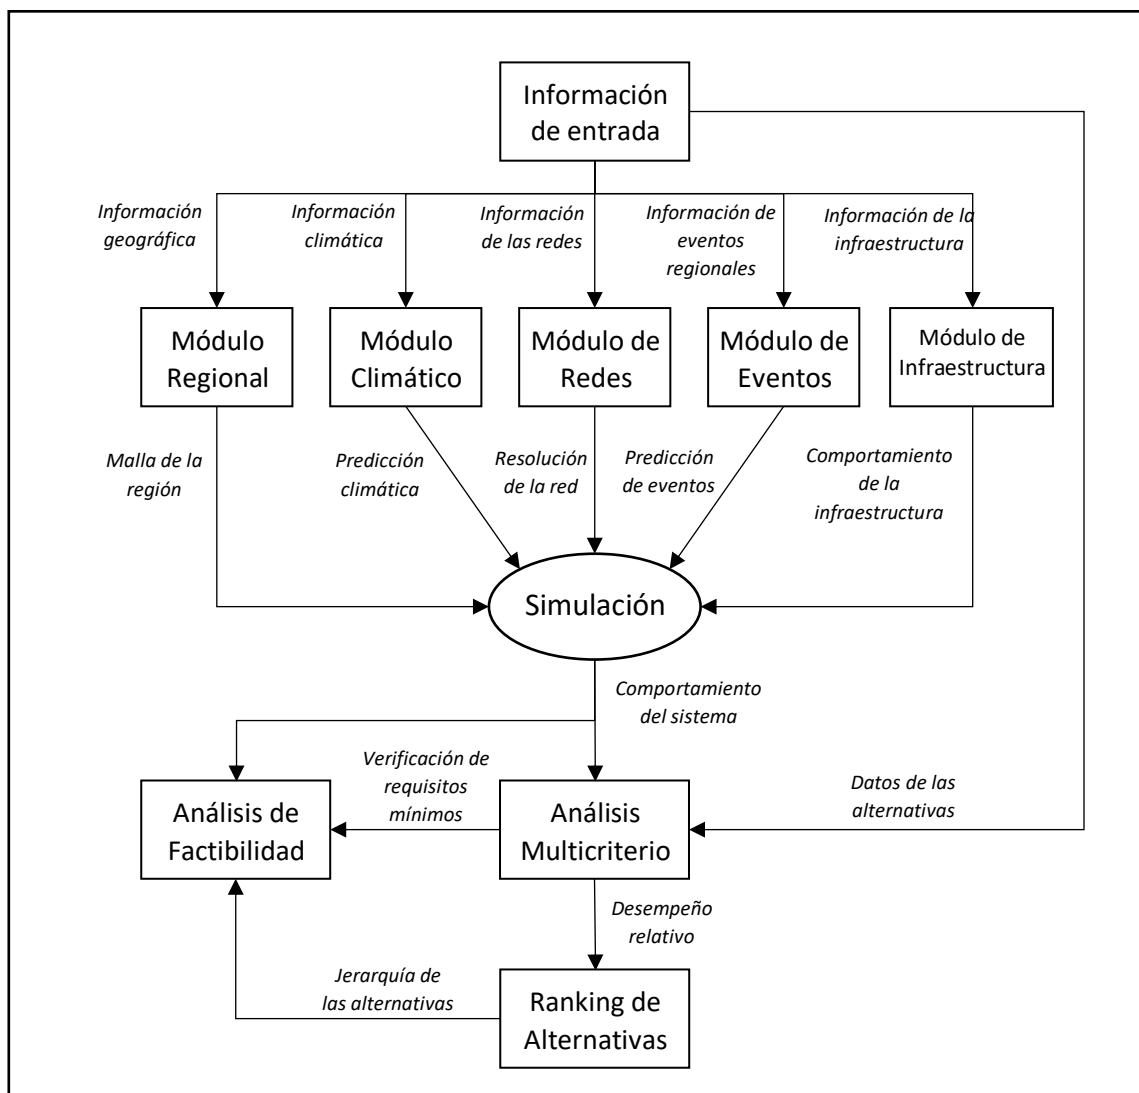 Información
de entrada
Información
geográfica
Información
climática
Información
de las redes
Información de
eventos
regionales
Información de la
infraestructura
Módulo
Regional
Módulo
Climático
Módulo de
Redes
Módulo de
Eventos
Módulo de
Infraestructura
Malla de la
región
Predicción
climática
Resolución
de la red
Predicción
de eventos
Comportamiento
de la
infraestructura
Simulación
Comportamiento
del sistema
Verificación de
requisitos
mínimos
Datos de las
alternativas
Análisis de
Factibilidad
Análisis
Multicriterio
Desempeño
relativo
Jerarquía de
las alternativas
Ranking de
Alternativas